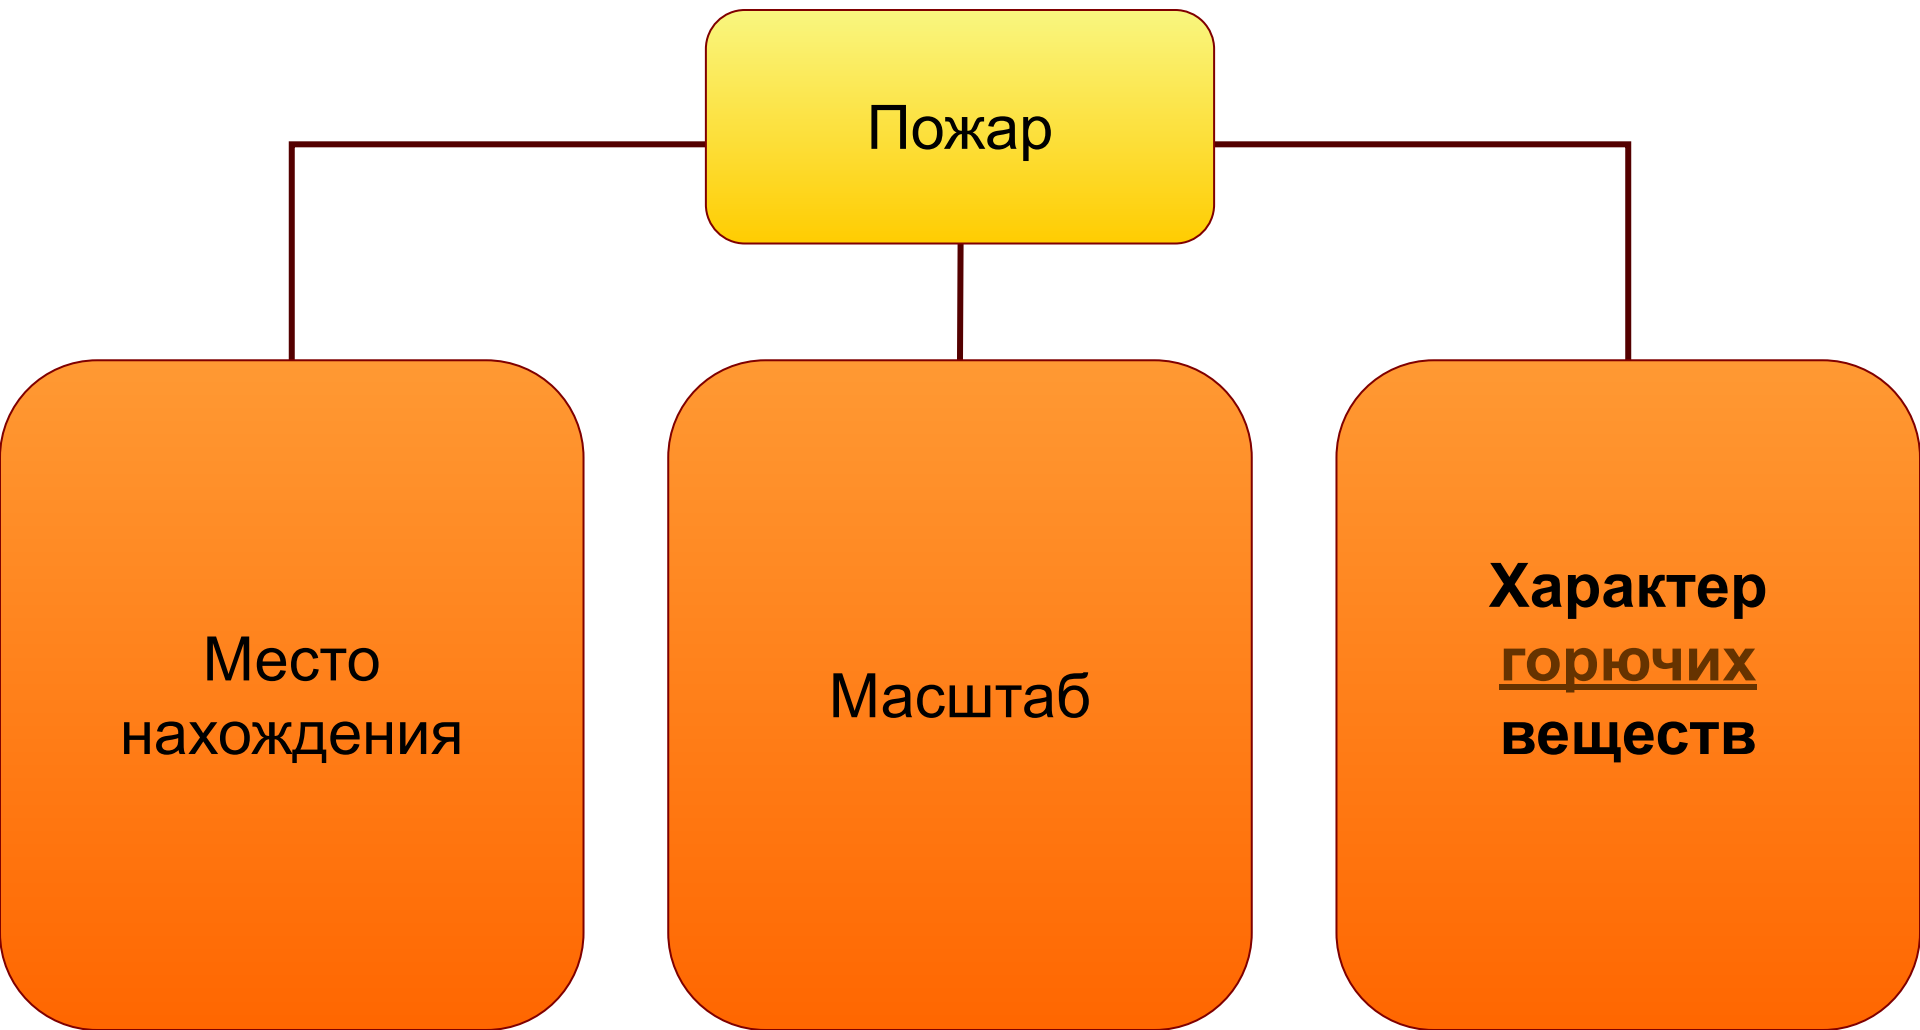 Пожар
Место
нахождения
Масштаб
Характер
горючих
веществ